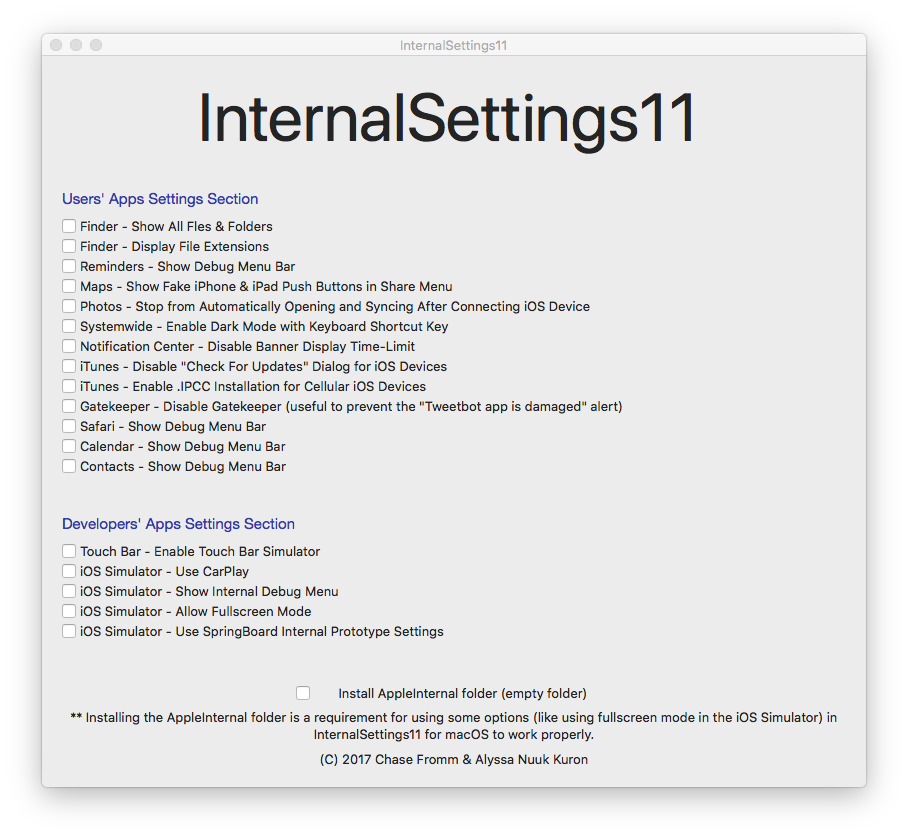 InternalSettings11
InternalSettings11
Users' Apps Settings Section
Finder - Show All Fles & Folders
Finder - Display File Extensions
Reminders - Show Debug Menu Bar
Maps - Show Fake iPhone & iPad Push Buttons in Share Menu
Photos - Stop from Automatically Opening and Syncing After Connecting iOS Device
Systemwide - Enable Dark Mode with Keyboard Shortcut Key
Notification Center - Disable Banner Display Time-Limit
iTunes - Disable "Check For Updates" Dialog for iOS Devices
iTunes - Enable .IPCC Installation for Cellular iOS Devices
Gatekeeper - Disable Gatekeeper (useful to prevent the "Tweetbot app is damaged" alert)
Safari - Show Debug Menu Bar
Calendar - Show Debug Menu Bar
Contacts - Show Debug Menu Bar
Developers' Apps Settings Section
Touch Bar - Enable Touch Bar Simulator
iOS Simulator - Use CarPlay
iOS Simulator - Show Internal Debug Menu
iOS Simulator - Allow Fullscreen Mode
iOS Simulator - Use SpringBoard Internal Prototype Settings
Install AppleInternal folder (empty folder)
** Installing the AppleInternal folder is a requirement for using some options (like using fullscreen mode in the iOS Simulator) in
InternalSettings11 for macOS to work properly.
(C) 2017 Chase Fromm & Alyssa Nuuk Kuron